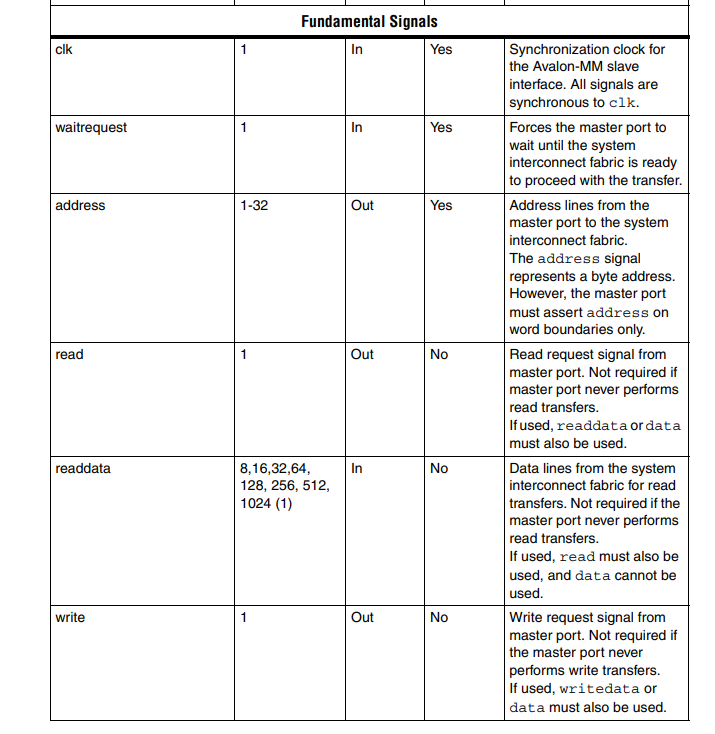 Fundamental Signals
clk 1 In Yes Synchronization clock for
the Avalon-MM slave
interface. All signals are
synchronous to clk.
waitrequest 1 In Yes Forces the master port to
wait until the system
interconnect fabric is ready
to proceed with the transfer.
address 1-32 Out Yes Address lines from the
master port to the system
interconnect fabric.
The address signal
represents a byte address.
However, the master port
must assert address on
word boundaries only.
read 1 Out No Read request signal from
master port. Not required if
master port never performs
read transfers.
If used, readdata or data
must also be used.
readdata 8,16,32,64, In No Data lines from the system
128, 256, 512, interconnect fabric for read
1024 (1) transfers. Not required if the
master port never performs
read transfers.
If used, read must also be
used, and data cannot be
used.
write 1 Out No Write request signal from
master port. Not required if
the master port never
performs write transfers.
If used, writedata or
data must also be used.